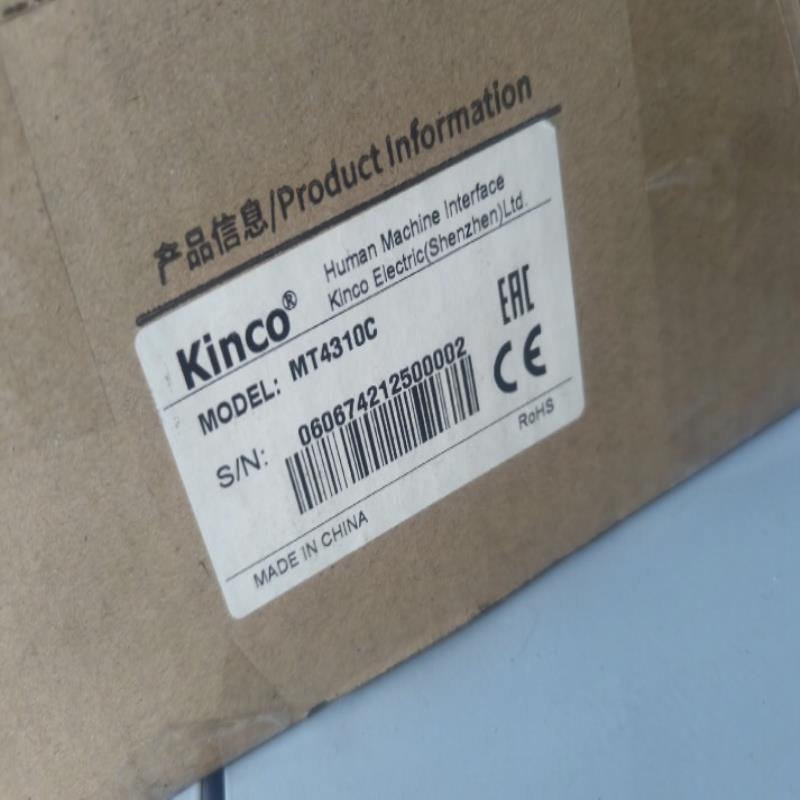 产品信息/Product Information
Kinco®
Human Machine Interface
Kinco Electric(Shenzhen)Ltd.
MODEL: MT4310C
EAC
S/N: 060674212500002
CE
RoHS
MADE IN CHINA